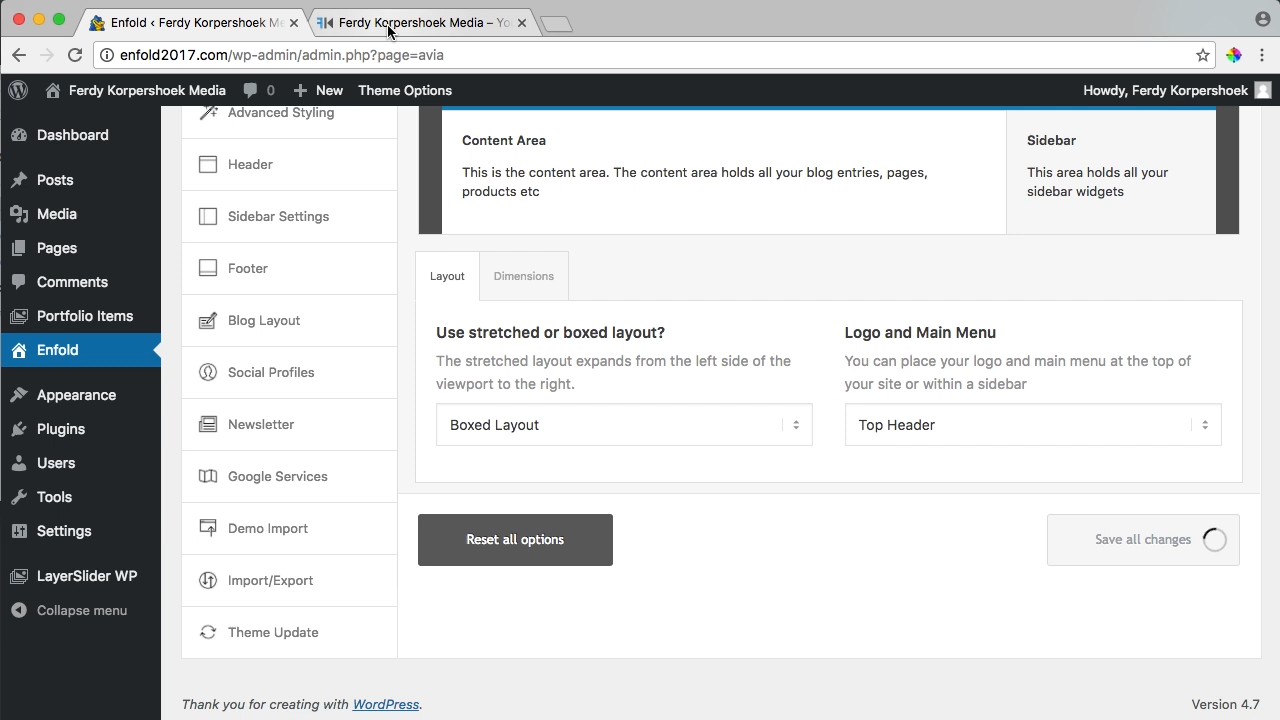 Enfold ‹ Ferdy Korpershoek Me
Ferdy Korpershoek Media – Yo
enfold2017.com/wp-admin/admin.php?page=avia
Ferdy Korpershoek Media
0
New
Theme Options
Howdy, Ferdy Korpershoek
Dashboard
Posts
Media
Pages
Comments
Portfolio Items
Enfold
Appearance
Plugins
Users
Tools
Settings
LayerSlider WP
Collapse menu
Advanced Styling
Header
Sidebar Settings
Footer
Blog Layout
Social Profiles
Newsletter
Google Services
Demo Import
Import/Export
Theme Update
Content Area
This is the content area. The content area holds all your blog entries, pages,
products etc
Sidebar
This area holds all your
sidebar widgets
Layout
Dimensions
Use stretched or boxed layout?
The stretched layout expands from the left side of the
viewport to the right.
Boxed Layout
Logo and Main Menu
You can place your logo and main menu at the top of
your site or within a sidebar
Top Header
Reset all options
Save all changes
Thank you for creating with WordPress.
Version 4.7